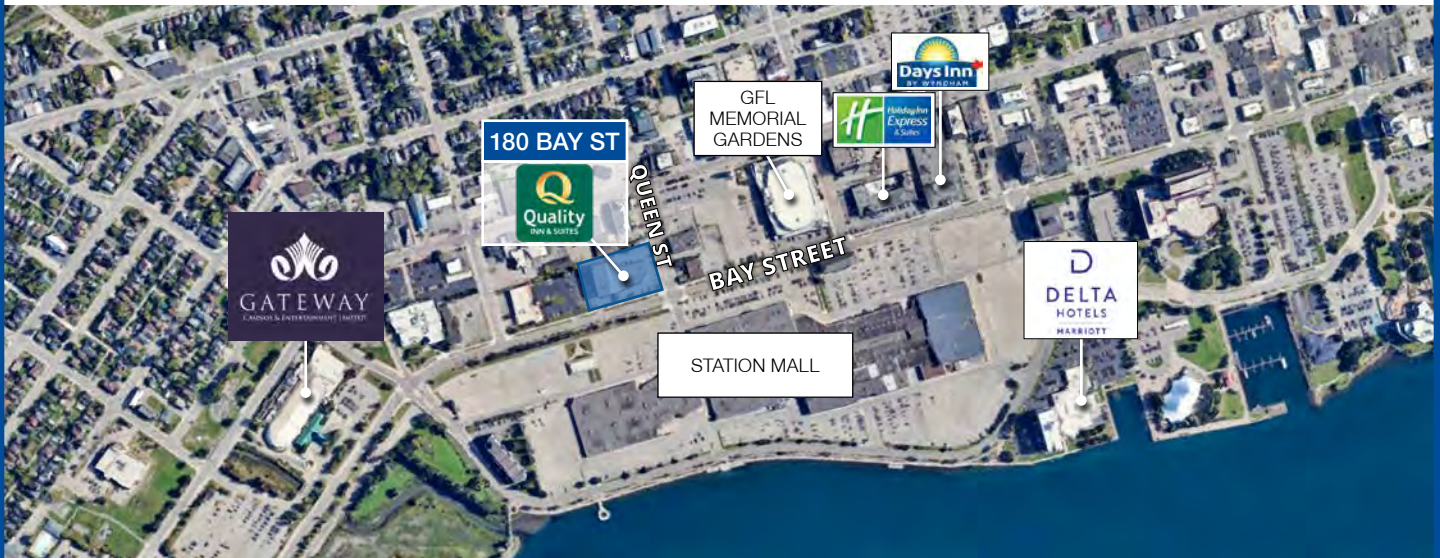 Days Inn
BY WYNDHAM
GFL
MEMORIAL
GARDENS
H
Holiday Inn
Express
& Suites
180 BAY ST
Q
Quality
INN & SUITES
QUEEN ST
BAY STREET
GATEWAY
CASINOS & ENTERTAINMENT LIMITED
D
DELTA
HOTELS
MARRIOTT
STATION MALL